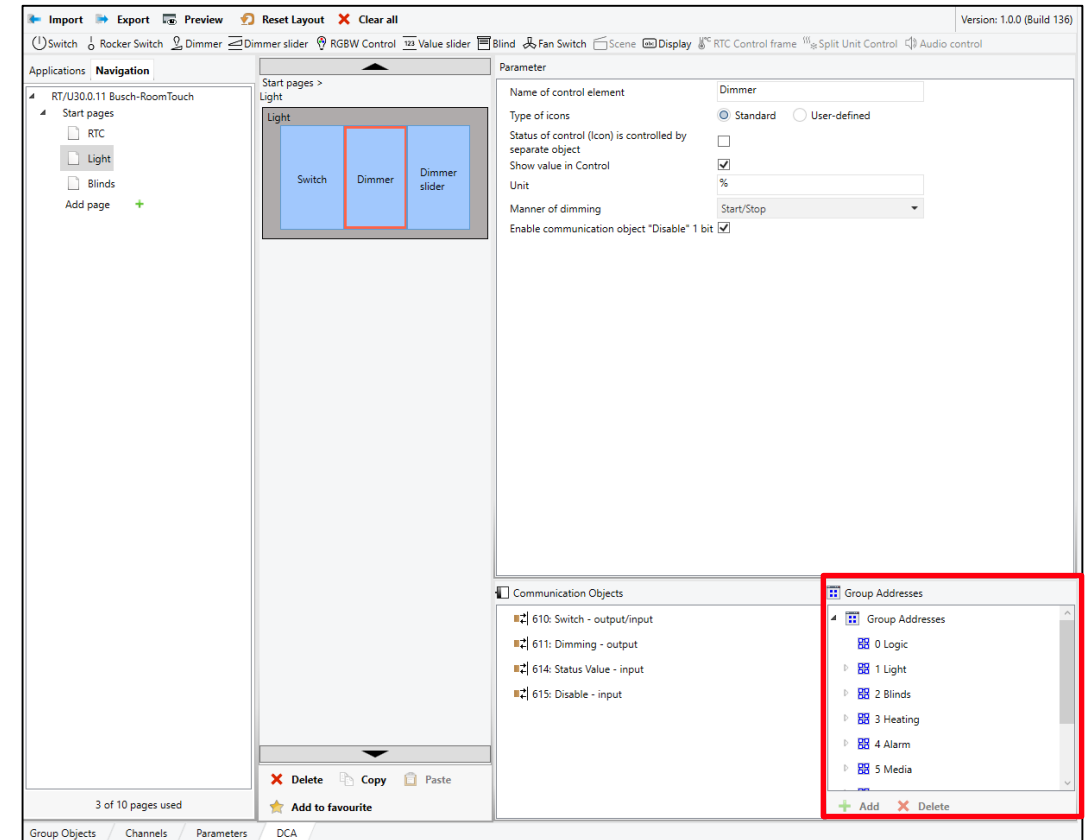 Import Export Preview Reset Layout Clear all Version: 1.0.0 (Build 136)
Switch Rocker Switch Dimmer Dimmer slider RGBW Control 123 Value slider Blind Fan Switch Scene abc Display °C RTC Control frame Split Unit Control Audio control
Applications Navigation
RT/U30.0.11 Busch-RoomTouch
Start pages
RTC
Light
Blinds
Add page +
3 of 10 pages used
Start pages >
Light
Light
Switch Dimmer Dimmer
slider
Delete Copy Paste
Add to favourite
Parameter
Name of control element Dimmer
Type of icons Standard User-defined
Status of control (Icon) is controlled by
separate object
Show value in Control
Unit %
Manner of dimming Start/Stop
Enable communication object "Disable" 1 bit
Communication Objects
610: Switch - output/input
611: Dimming - output
614: Status Value - input
615: Disable - input
Group Addresses
Group Addresses
0 Logic
1 Light
2 Blinds
3 Heating
4 Alarm
5 Media
Add Delete
Group Objects Channels Parameters DCA